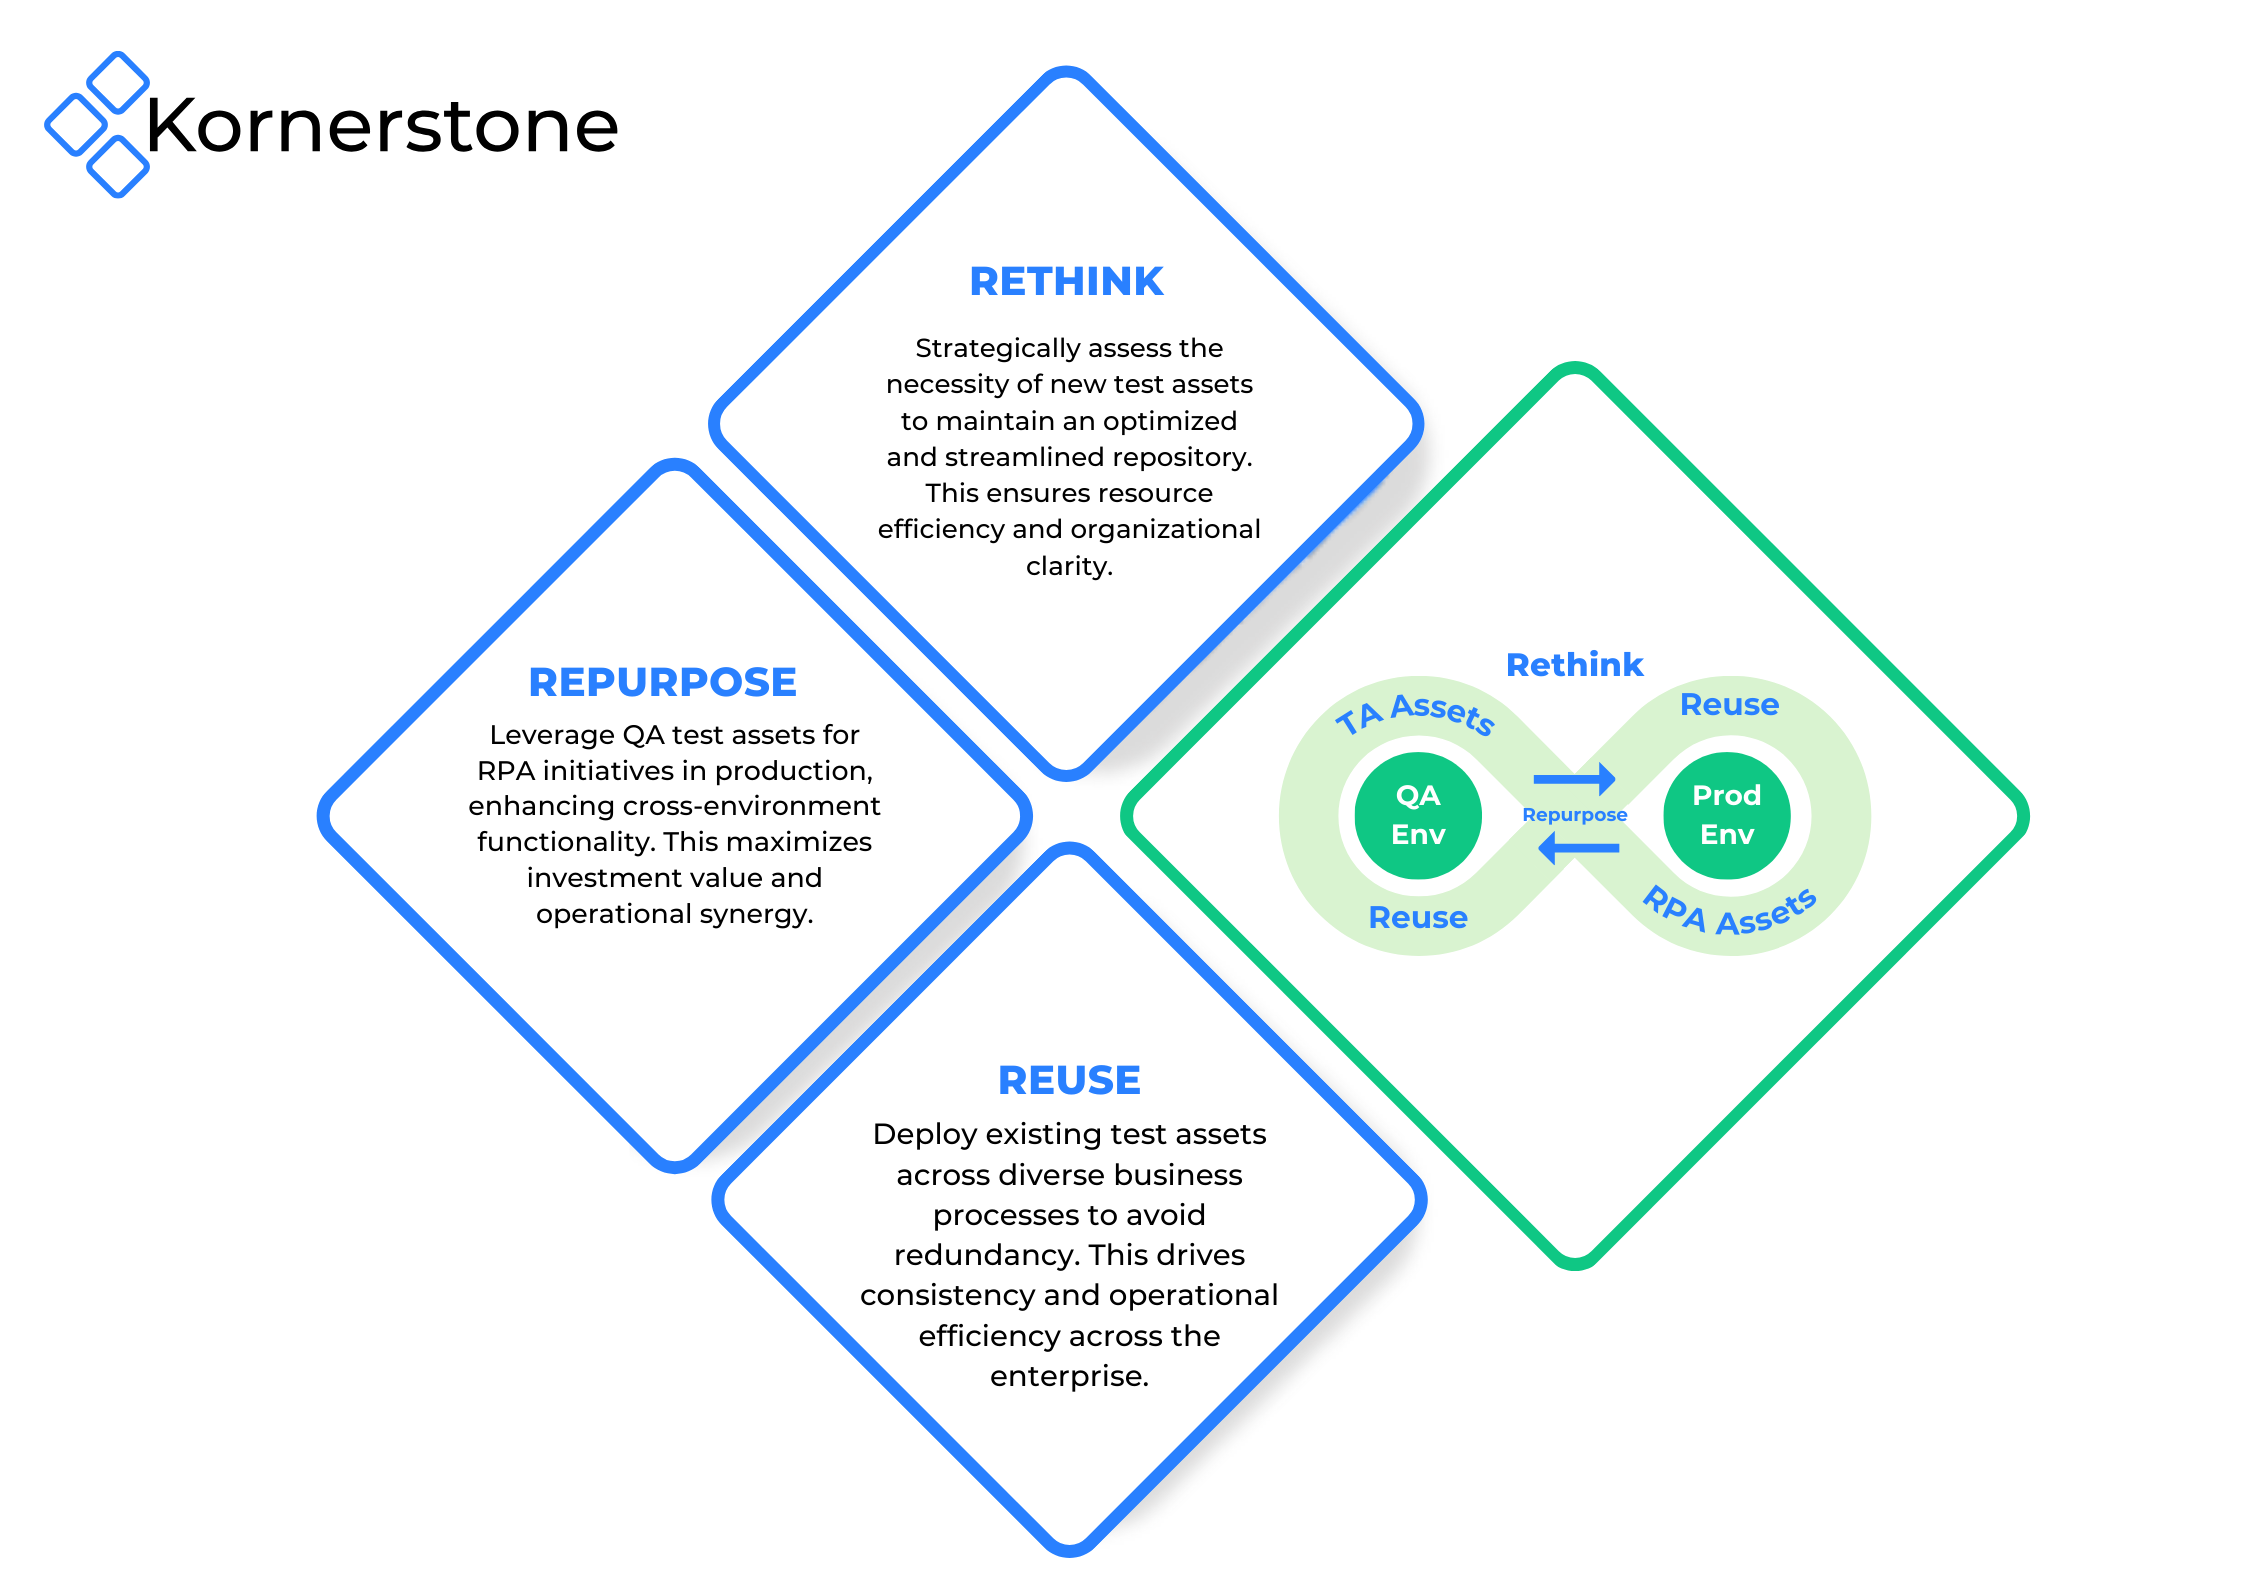 Kornerstone
RETHINK
Strategically assess the
necessity of new test assets
to maintain an optimized
and streamlined repository.
This ensures resource
efficiency and organizational
clarity.
REPURPOSE
Leverage QA test assets for
RPA initiatives in production,
enhancing cross-environment
functionality. This maximizes
investment value and
operational synergy.
REUSE
Deploy existing test assets
across diverse business
processes to avoid
redundancy. This drives
consistency and operational
efficiency across the
enterprise.
Rethink
TA Assets
Reuse
QA
Env
Repurpose
Prod
Env
Reuse
RPA Assets